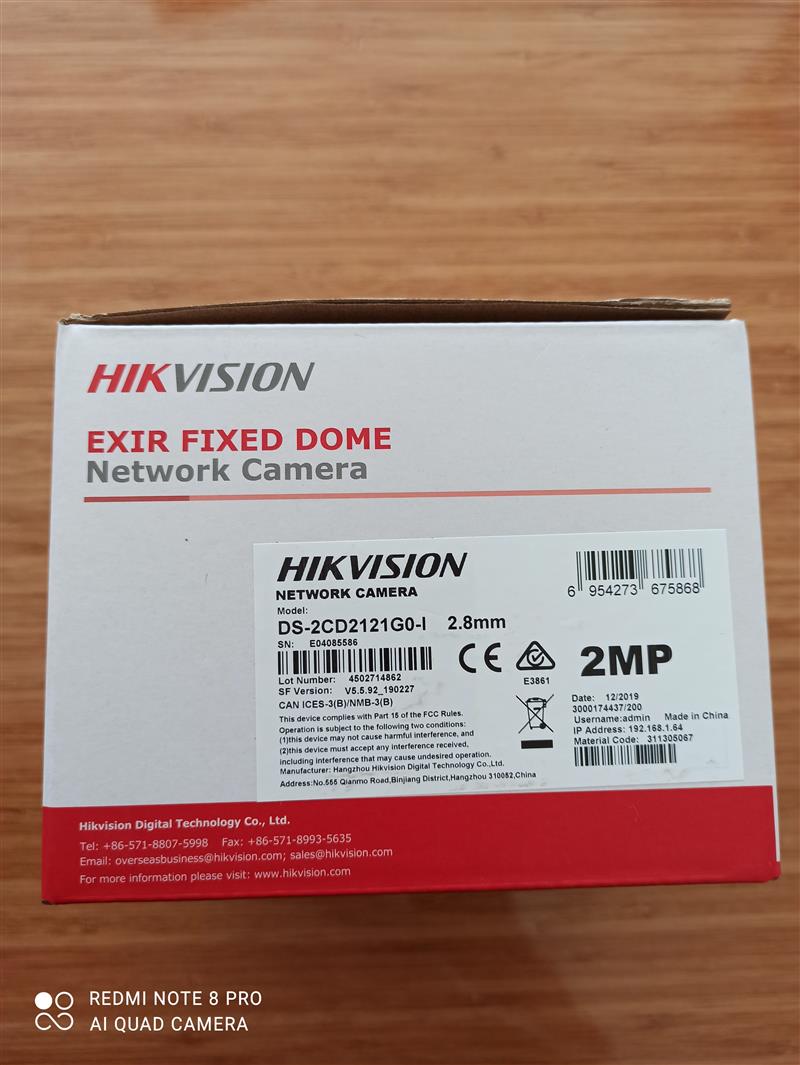 HIKVISION
EXIR FIXED DOME
Network Camera
HIKVISION
NETWORK CAMERA
Model:
DS-2CD2121G0-I 2.8mm
SN: E04085586
Lot Number: 4502714862
SF Version: V5.5.92_190227
CAN ICES-3(B)/NMB-3(B)
This device complies with Part 15 of the FCC Rules.
Operation is subject to the following two conditions:
(1)this device may not cause harmful interference, and
(2)this device must accept any interference received,
including interference that may cause undesired operation.
Manufacturer: Hangzhou Hikvision Digital Technology Co.,Ltd.
Address:No.555 Qianmo Road,Binjiang District,Hangzhou 310052,China
CE
E3861
6 954273 675868
2MP
Date: 12/2019
3000174437/200
Username:admin Made in China
IP Address: 192.168.1.64
Material Code: 311305067
Hikvision Digital Technology Co., Ltd.
Tel: +86-571-8807-5998 Fax: +86-571-8993-5635
Email: overseasbusiness@hikvision.com; sales@hikvision.com
For more information please visit: www.hikvision.com
REDMI NOTE 8 PRO
AI QUAD CAMERA